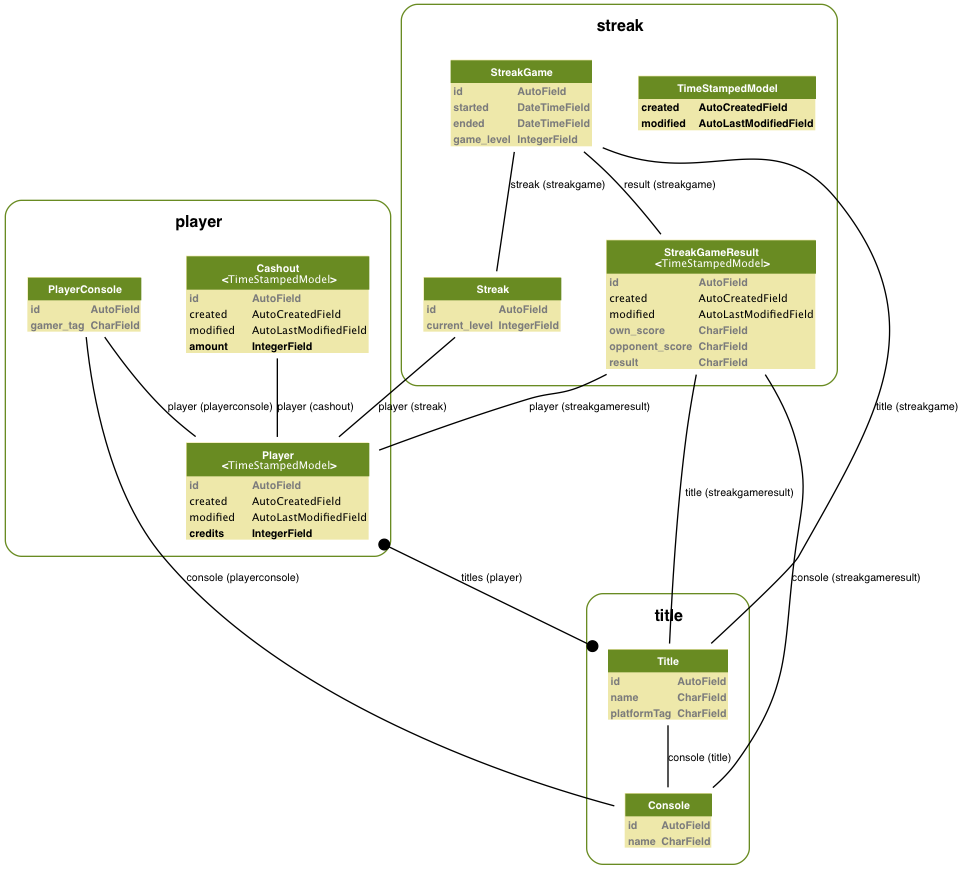 streak
StreakGame
id AutoField
started DateTimeField
ended DateTimeField
game_level IntegerField
TimeStampedModel
created AutoCreatedField
modified AutoLastModifiedField
streak (streakgame)
result (streakgame)
player
PlayerConsole
id AutoField
gamer_tag CharField
Cashout
<TimeStampedModel>
id AutoField
created AutoCreatedField
modified AutoLastModifiedField
amount IntegerField
Streak
id AutoField
current_level IntegerField
StreakGameResult
<TimeStampedModel>
id AutoField
created AutoCreatedField
modified AutoLastModifiedField
own_score CharField
opponent_score CharField
result CharField
player (playerconsole)
player (cashout)
player (streak)
player (streakgameresult)
title (streakgame)
Player
<TimeStampedModel>
id AutoField
created AutoCreatedField
modified AutoLastModifiedField
credits IntegerField
title (streakgameresult)
console (playerconsole)
titles (player)
console (streakgameresult)
title
Title
id AutoField
name CharField
platformTag CharField
console (title)
Console
id AutoField
name CharField